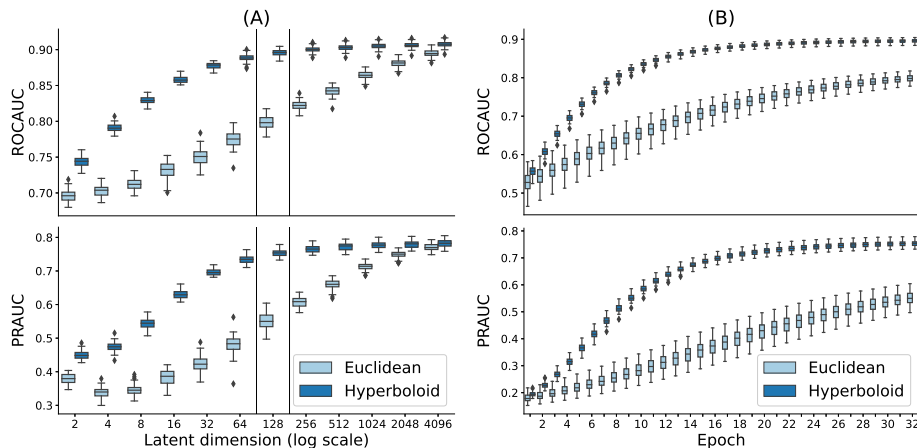 (A)
ROCAUC
0.90
0.85
0.80
0.75
0.70
PRAUC
0.8
0.7
0.6
0.5
0.4
0.3
2 4 8 16 32 64 128 256 512 1024 2048 4096
Latent dimension (log scale)
Euclidean
Hyperboloid
(B)
ROCAUC
0.9
0.8
0.7
0.6
0.5
PRAUC
0.8
0.7
0.6
0.5
0.4
0.3
0.2
2 4 6 8 10 12 14 16 18 20 22 24 26 28 30 32
Epoch
Euclidean
Hyperboloid